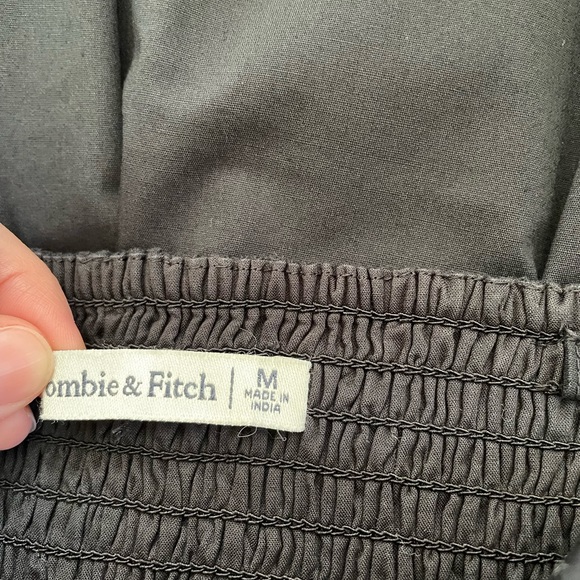 ombie & Fitch
M
MADE IN
INDIA